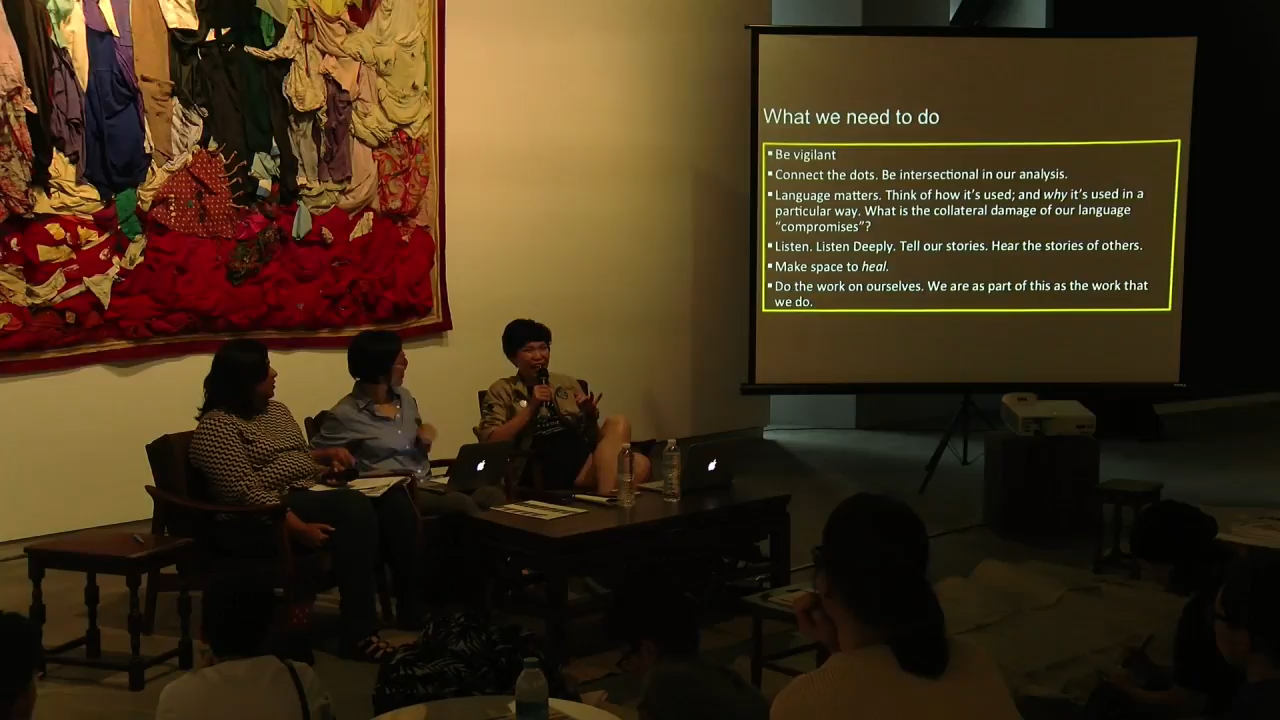 What we need to do
▪ Be vigilant
▪ Connect the dots. Be intersectional in our analysis.
▪ Language matters. Think of how it's used; and why it's used in a
particular way. What is the collateral damage of our language
"compromises"?
▪ Listen. Listen Deeply. Tell our stories. Hear the stories of others.
▪ Make space to heal.
▪ Do the work on ourselves. We are as part of this as the work that
we do.